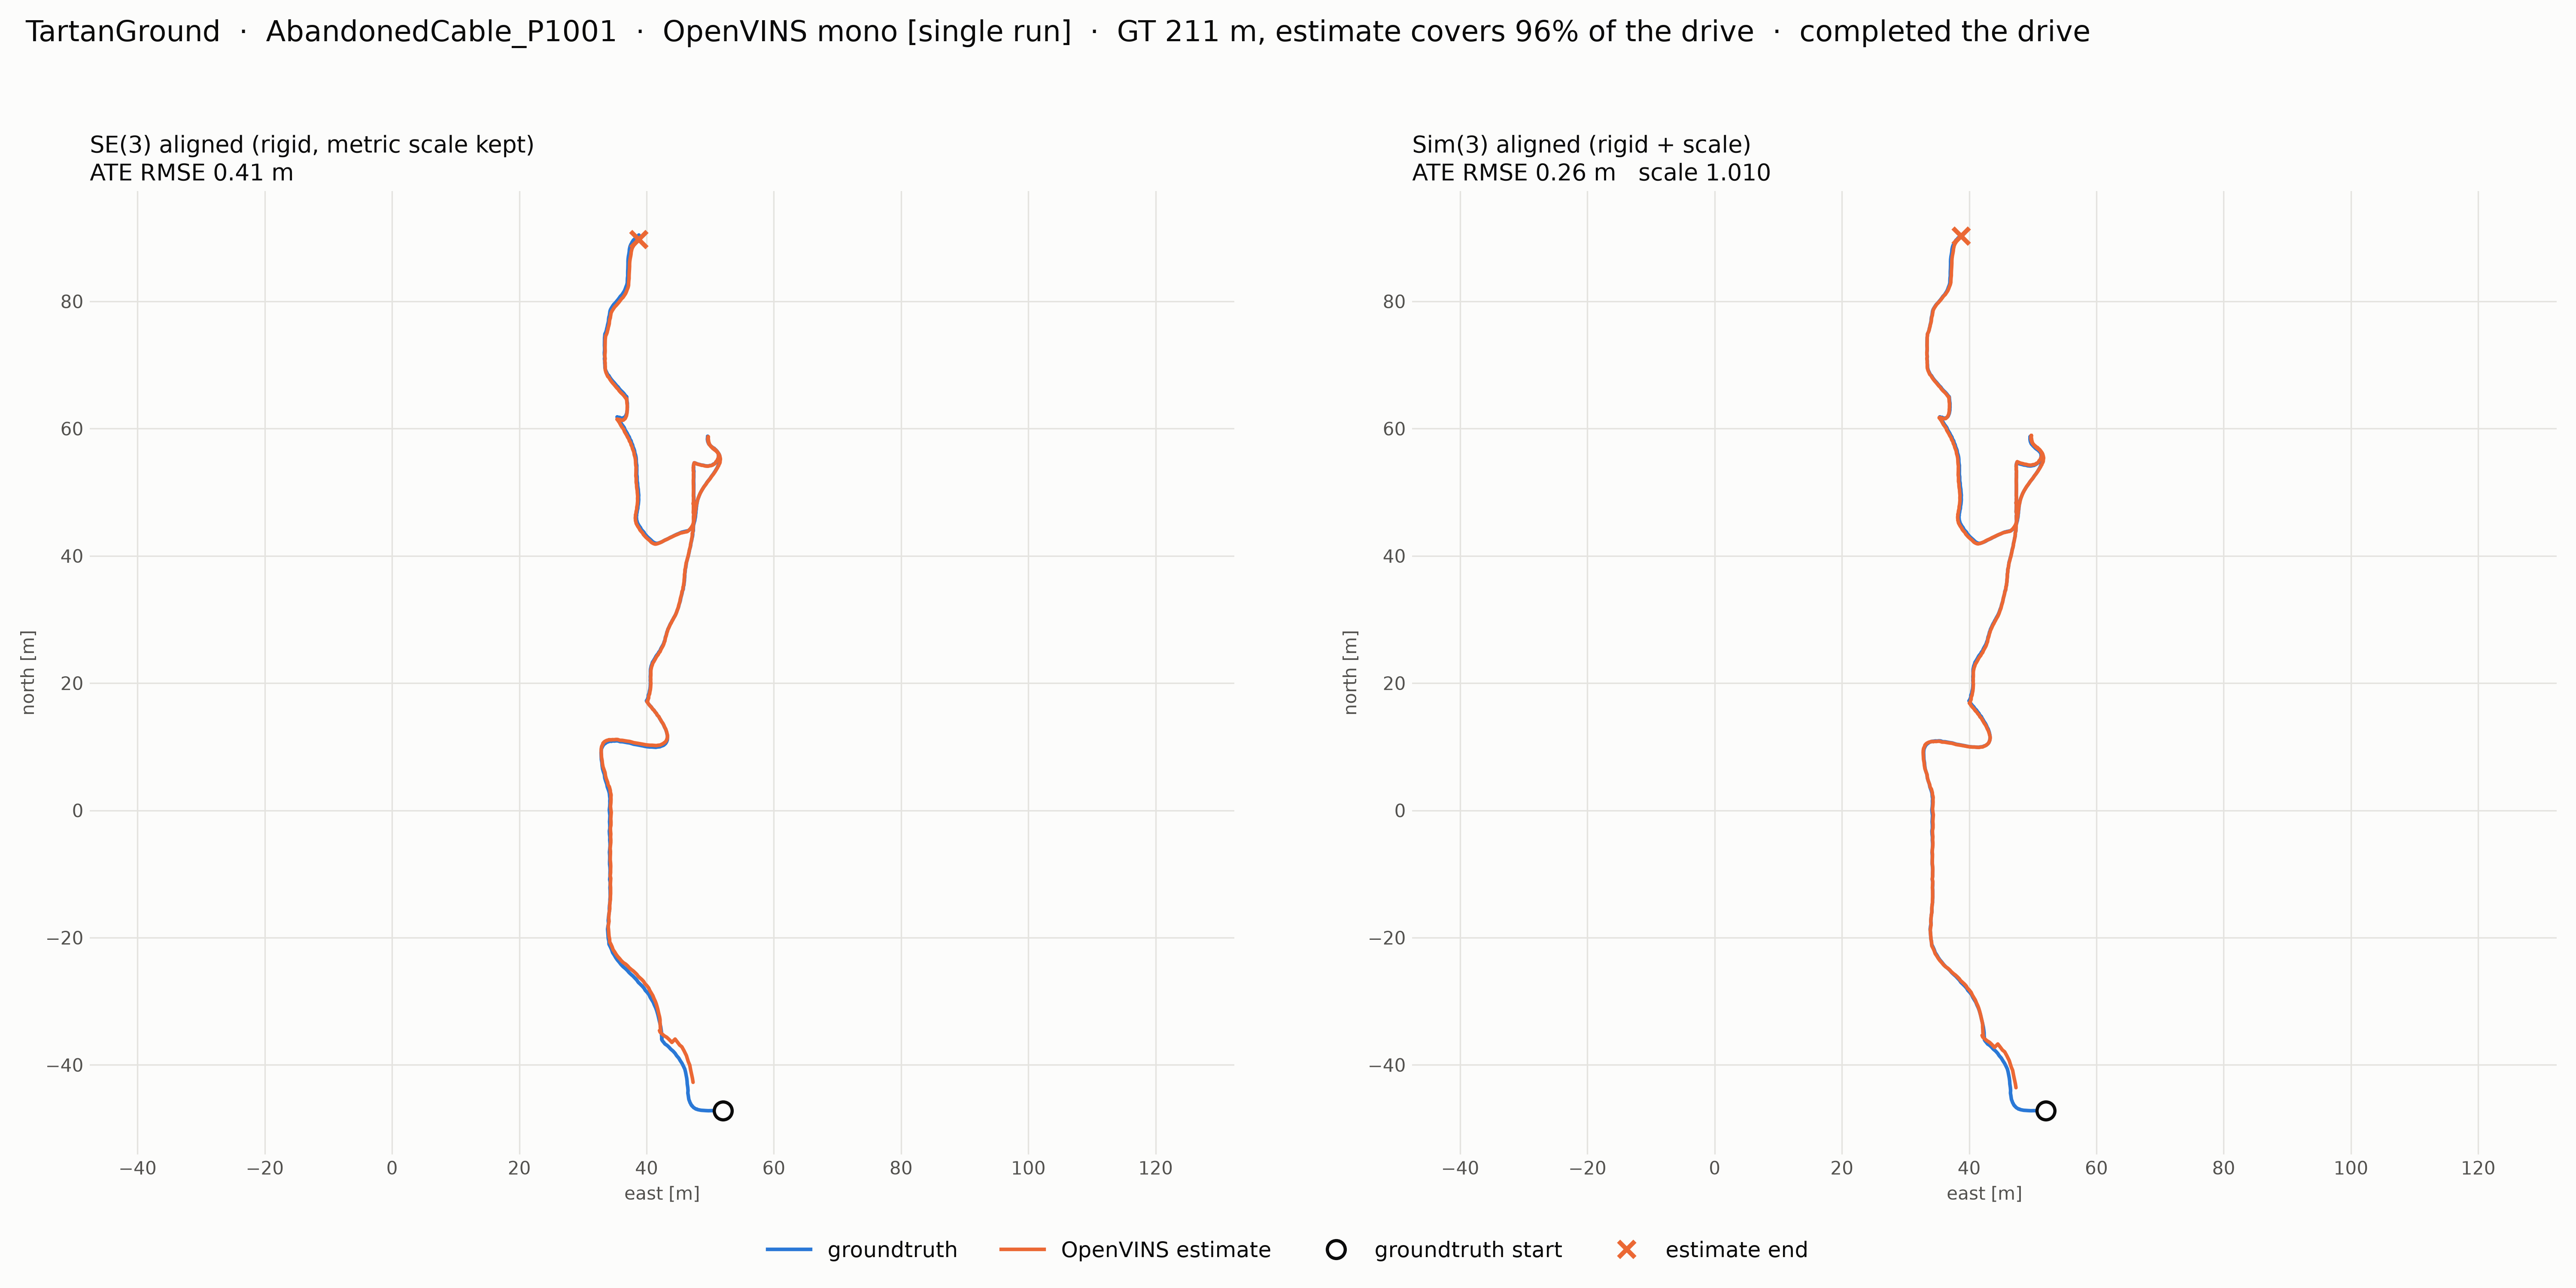 TartanGround · AbandonedCable_P1001 · OpenVINS mono [single run] · GT 211 m, estimate covers 96% of the drive · completed the drive
SE(3) aligned (rigid, metric scale kept)
ATE RMSE 0.41 m
80
60
40
20
0
−20
−40
−40 −20 0 20 40 60 80 100 120
north [m]
east [m]
Sim(3) aligned (rigid + scale)
ATE RMSE 0.26 m scale 1.010
80
60
40
20
0
−20
−40
−40 −20 0 20 40 60 80 100 120
north [m]
east [m]
groundtruth OpenVINS estimate groundtruth start estimate end